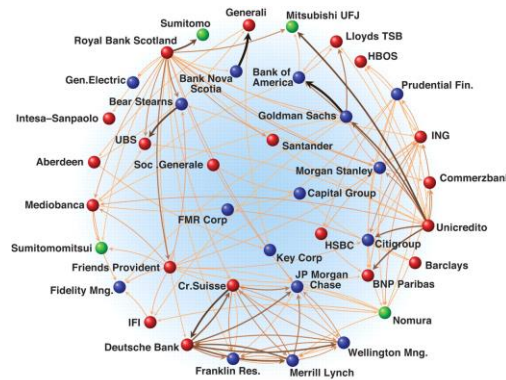 Generali
Sumitomo
Mitsubishi UFJ
Royal Bank Scotland
Lloyds TSB
HBOS
Gen.Electric
Bank Nova
Scotia
Bank of
America
Prudential Fin.
Bear Stearns
Goldman Sachs
Intesa–Sanpaolo
UBS
ING
Santander
Aberdeen
Soc .Generale
Morgan Stanley
Commerzbank
Mediobanca
Capital Group
FMR Corp
Unicredito
Sumitomomitsui
HSBC
Citigroup
Key Corp
Friends Provident
Barclays
JP Morgan
Chase
BNP Paribas
Fidelity Mng.
Cr.Suisse
Nomura
IFI
Deutsche Bank
Wellington Mng.
Franklin Res.
Merrill Lynch